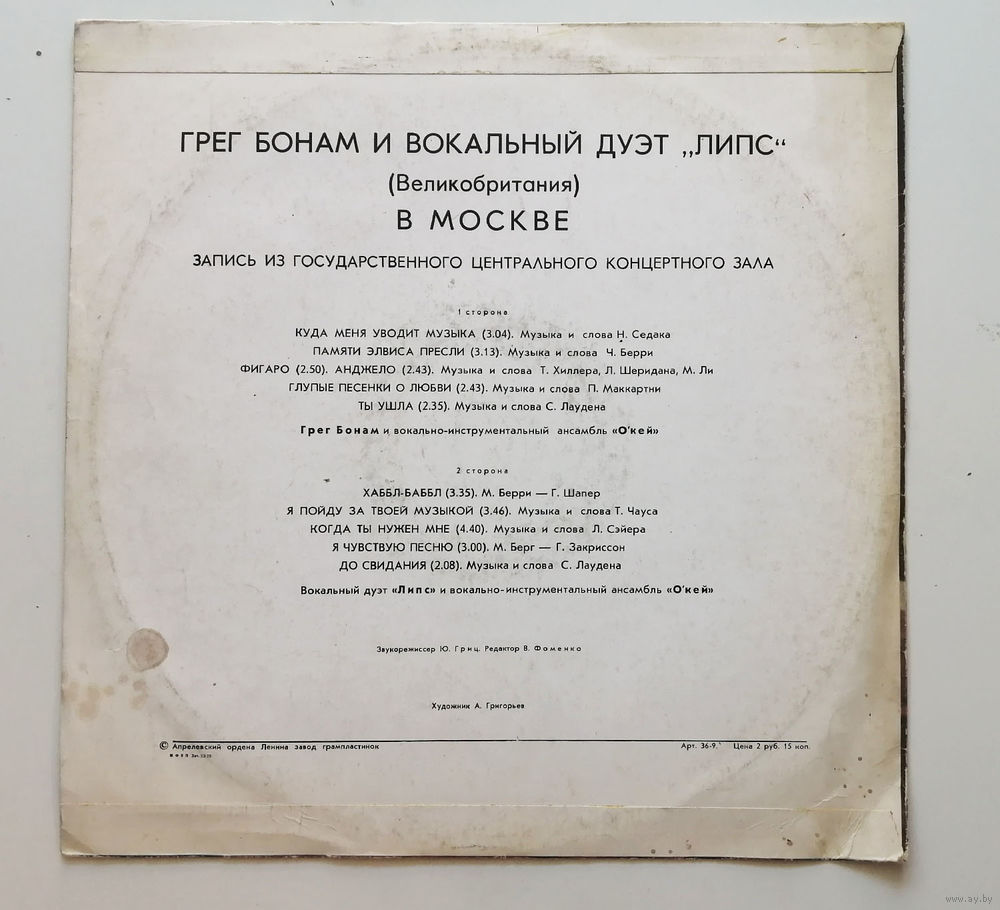 ГРЕГ БОНАМ И ВОКАЛЬНЫЙ ДУЭТ „ЛИПС“
(Великобритания)
В МОСКВЕ
ЗАПИСЬ ИЗ ГОСУДАРСТВЕННОГО ЦЕНТРАЛЬНОГО КОНЦЕРТНОГО ЗАЛА
1 сторона
КУДА МЕНЯ УВОДИТ МУЗЫКА (3.04). Музыка и слова Н. Седака
ПАМЯТИ ЭЛВИСА ПРЕСЛИ (3.13). Музыка и слова Ч. Берри
ФИГАРО (2.50). АНДЖЕЛО (2.43). Музыка и слова Т. Хиллера, Л. Шеридана, М. Ли
ГЛУПЫЕ ПЕСЕНКИ О ЛЮБВИ (2.43). Музыка и слова П. Маккартни
ТЫ УШЛА (2.35). Музыка и слова С. Лаудена
Грег Бонам и вокально-инструментальный ансамбль «О’кей»
2 сторона
ХАББЛ-БАББЛ (3.35). М. Берри — Г. Шапер
Я ПОЙДУ ЗА ТВОЕЙ МУЗЫКОЙ (3.46). Музыка и слова Т. Чауса
КОГДА ТЫ НУЖЕН МНЕ (4.40). Музыка и слова Л. Сэйера
Я ЧУВСТВУЮ ПЕСНЮ (3.00). М. Берг — Г. Закриссон
ДО СВИДАНИЯ (2.08). Музыка и слова С. Лаудена
Вокальный дуэт «Липс» и вокально-инструментальный ансамбль «О’кей»
Звукорежиссер Ю. Гриц. Редактор В. Фоменко
Художник А. Григорьев
© Апрелевский ордена Ленина завод грампластинок
Арт. 36-9. Цена 2 руб. 15 коп.
www.ay.by